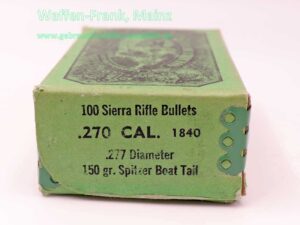 Waffen-Frank, Mainz
100 Sierra Rifle Bullets
.270 CAL. 1840
.277 Diameter
150 gr. Spitzer Boat Tail